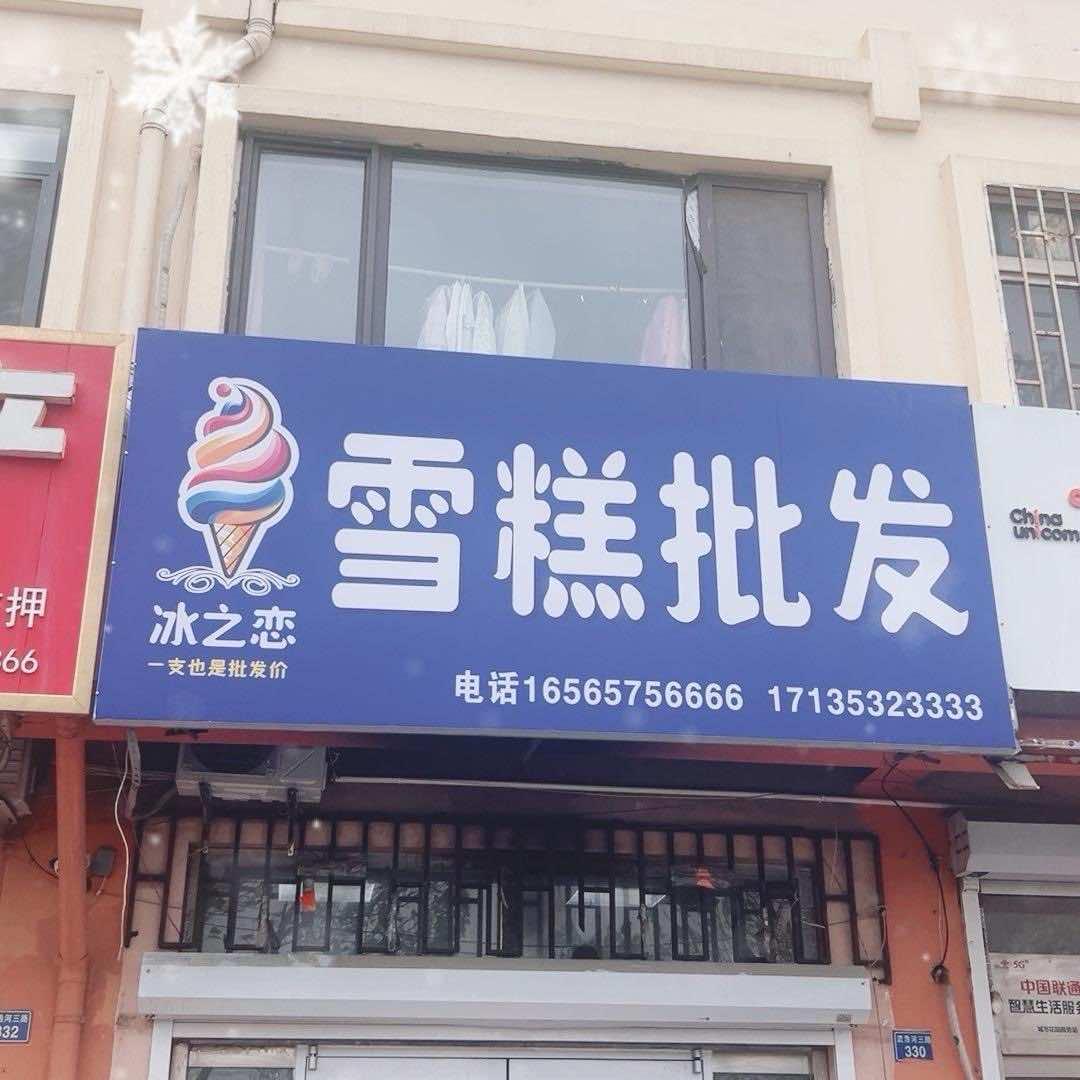 雪糕批发
冰之恋
一支也是批发价
电话16565756666 17135323333
押
366
China
unicom
5G
中国联通
智慧生活服务
332
330